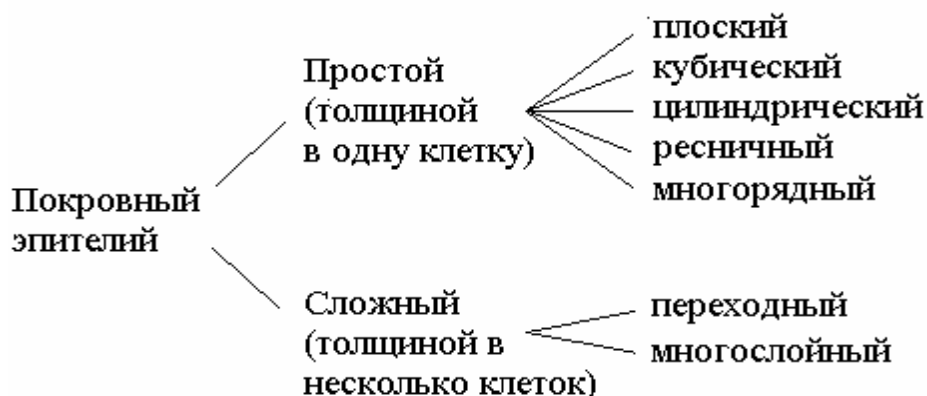 Покровный
эпителий
Простой
(толщиной
в одну клетку)
плоский
кубический
цилиндрический
ресничный
многорядный
Сложный
(толщиной в
несколько клеток)
переходный
многослойный